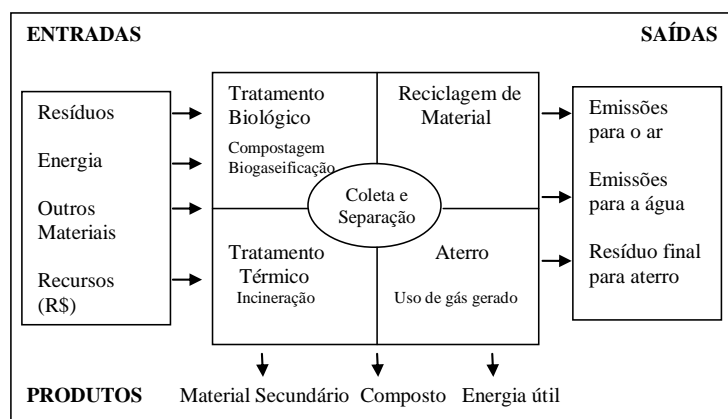 ENTRADAS
SAÍDAS
Resíduos
Energia
Outros
Materiais
Recursos
(R$)
Tratamento
Biológico
Compostagem
Biogaseificação
Reciclagem de
Material
Coleta e
Separação
Tratamento
Térmico
Incineração
Aterro
Uso de gás gerado
Emissões
para o ar
Emissões
para a água
Resíduo final
para aterro
PRODUTOS Material Secundário Composto Energia útil